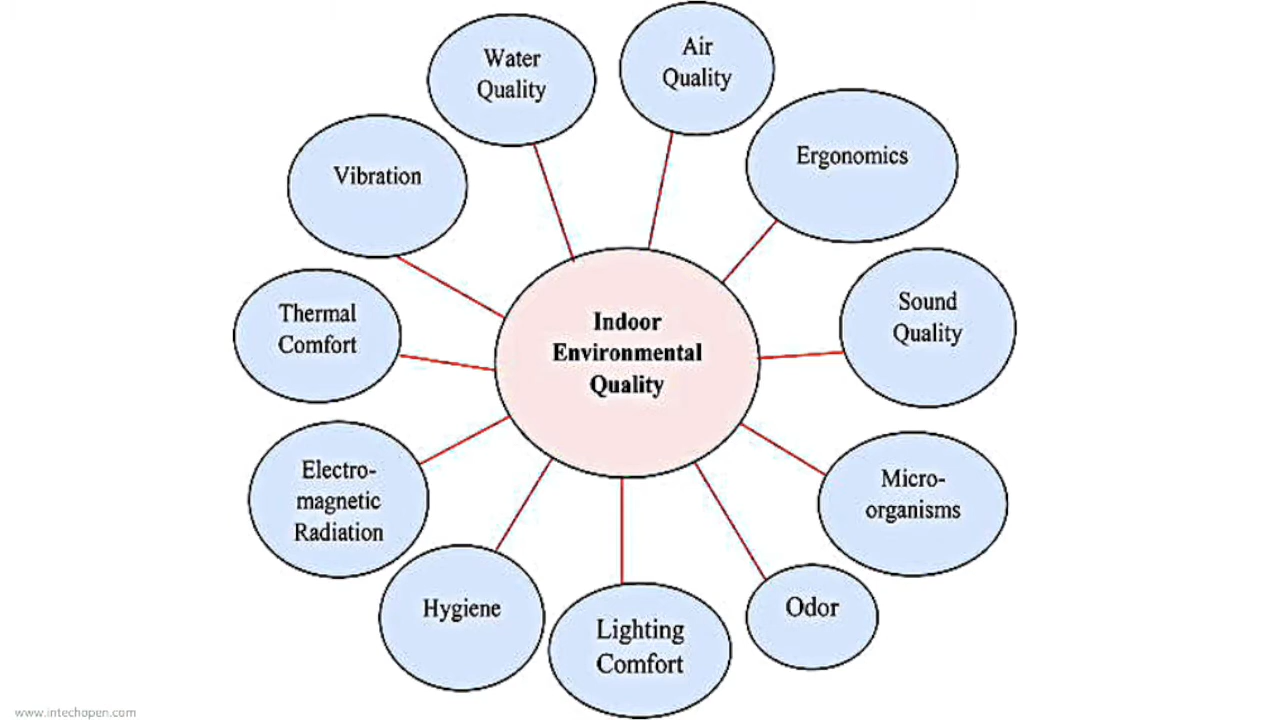 Water
Quality
Air
Quality
Ergonomics
Vibration
Sound
Quality
Thermal
Comfort
Indoor
Environmental
Quality
Electro-
magnetic
Radiation
Micro-
organisms
Hygiene
Lighting
Comfort
Odor
www.intechopen.com